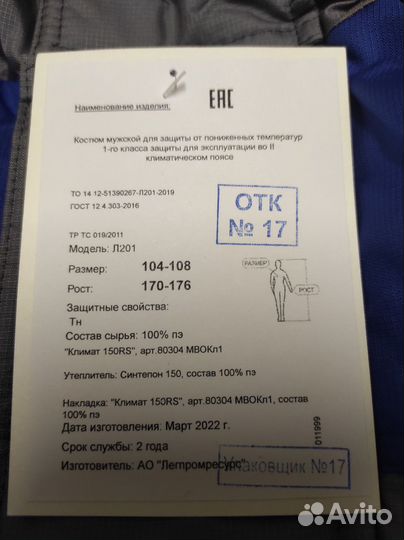 Наименование изделия:
EAC
Костюм мужской для защиты от пониженных температур
1-го класса защиты для эксплуатации во II
климатическом поясе
ТО 14 12-51390267-Л201-2019
ГОСТ 12 4.303-2016
ОТК
№ 17
ТР ТС 019/2011
Модель: Л201
Размер: 104-108
Рост: 170-176
РАЗМЕР
РОСТ
Защитные свойства:
Тн
Состав сырья: 100% пэ
"Климат 150RS", арт.80304 МВОКл1
Утеплитель: Синтепон 150, состав 100% пэ
Накладка: "Климат 150RS", арт.80304 МВОКл1, состав
100% пэ
Дата изготовления: Март 2022 г.
Срок службы: 2 года
Изготовитель: АО "Легпромресурс"
Упаковщик №17
011999
Avito